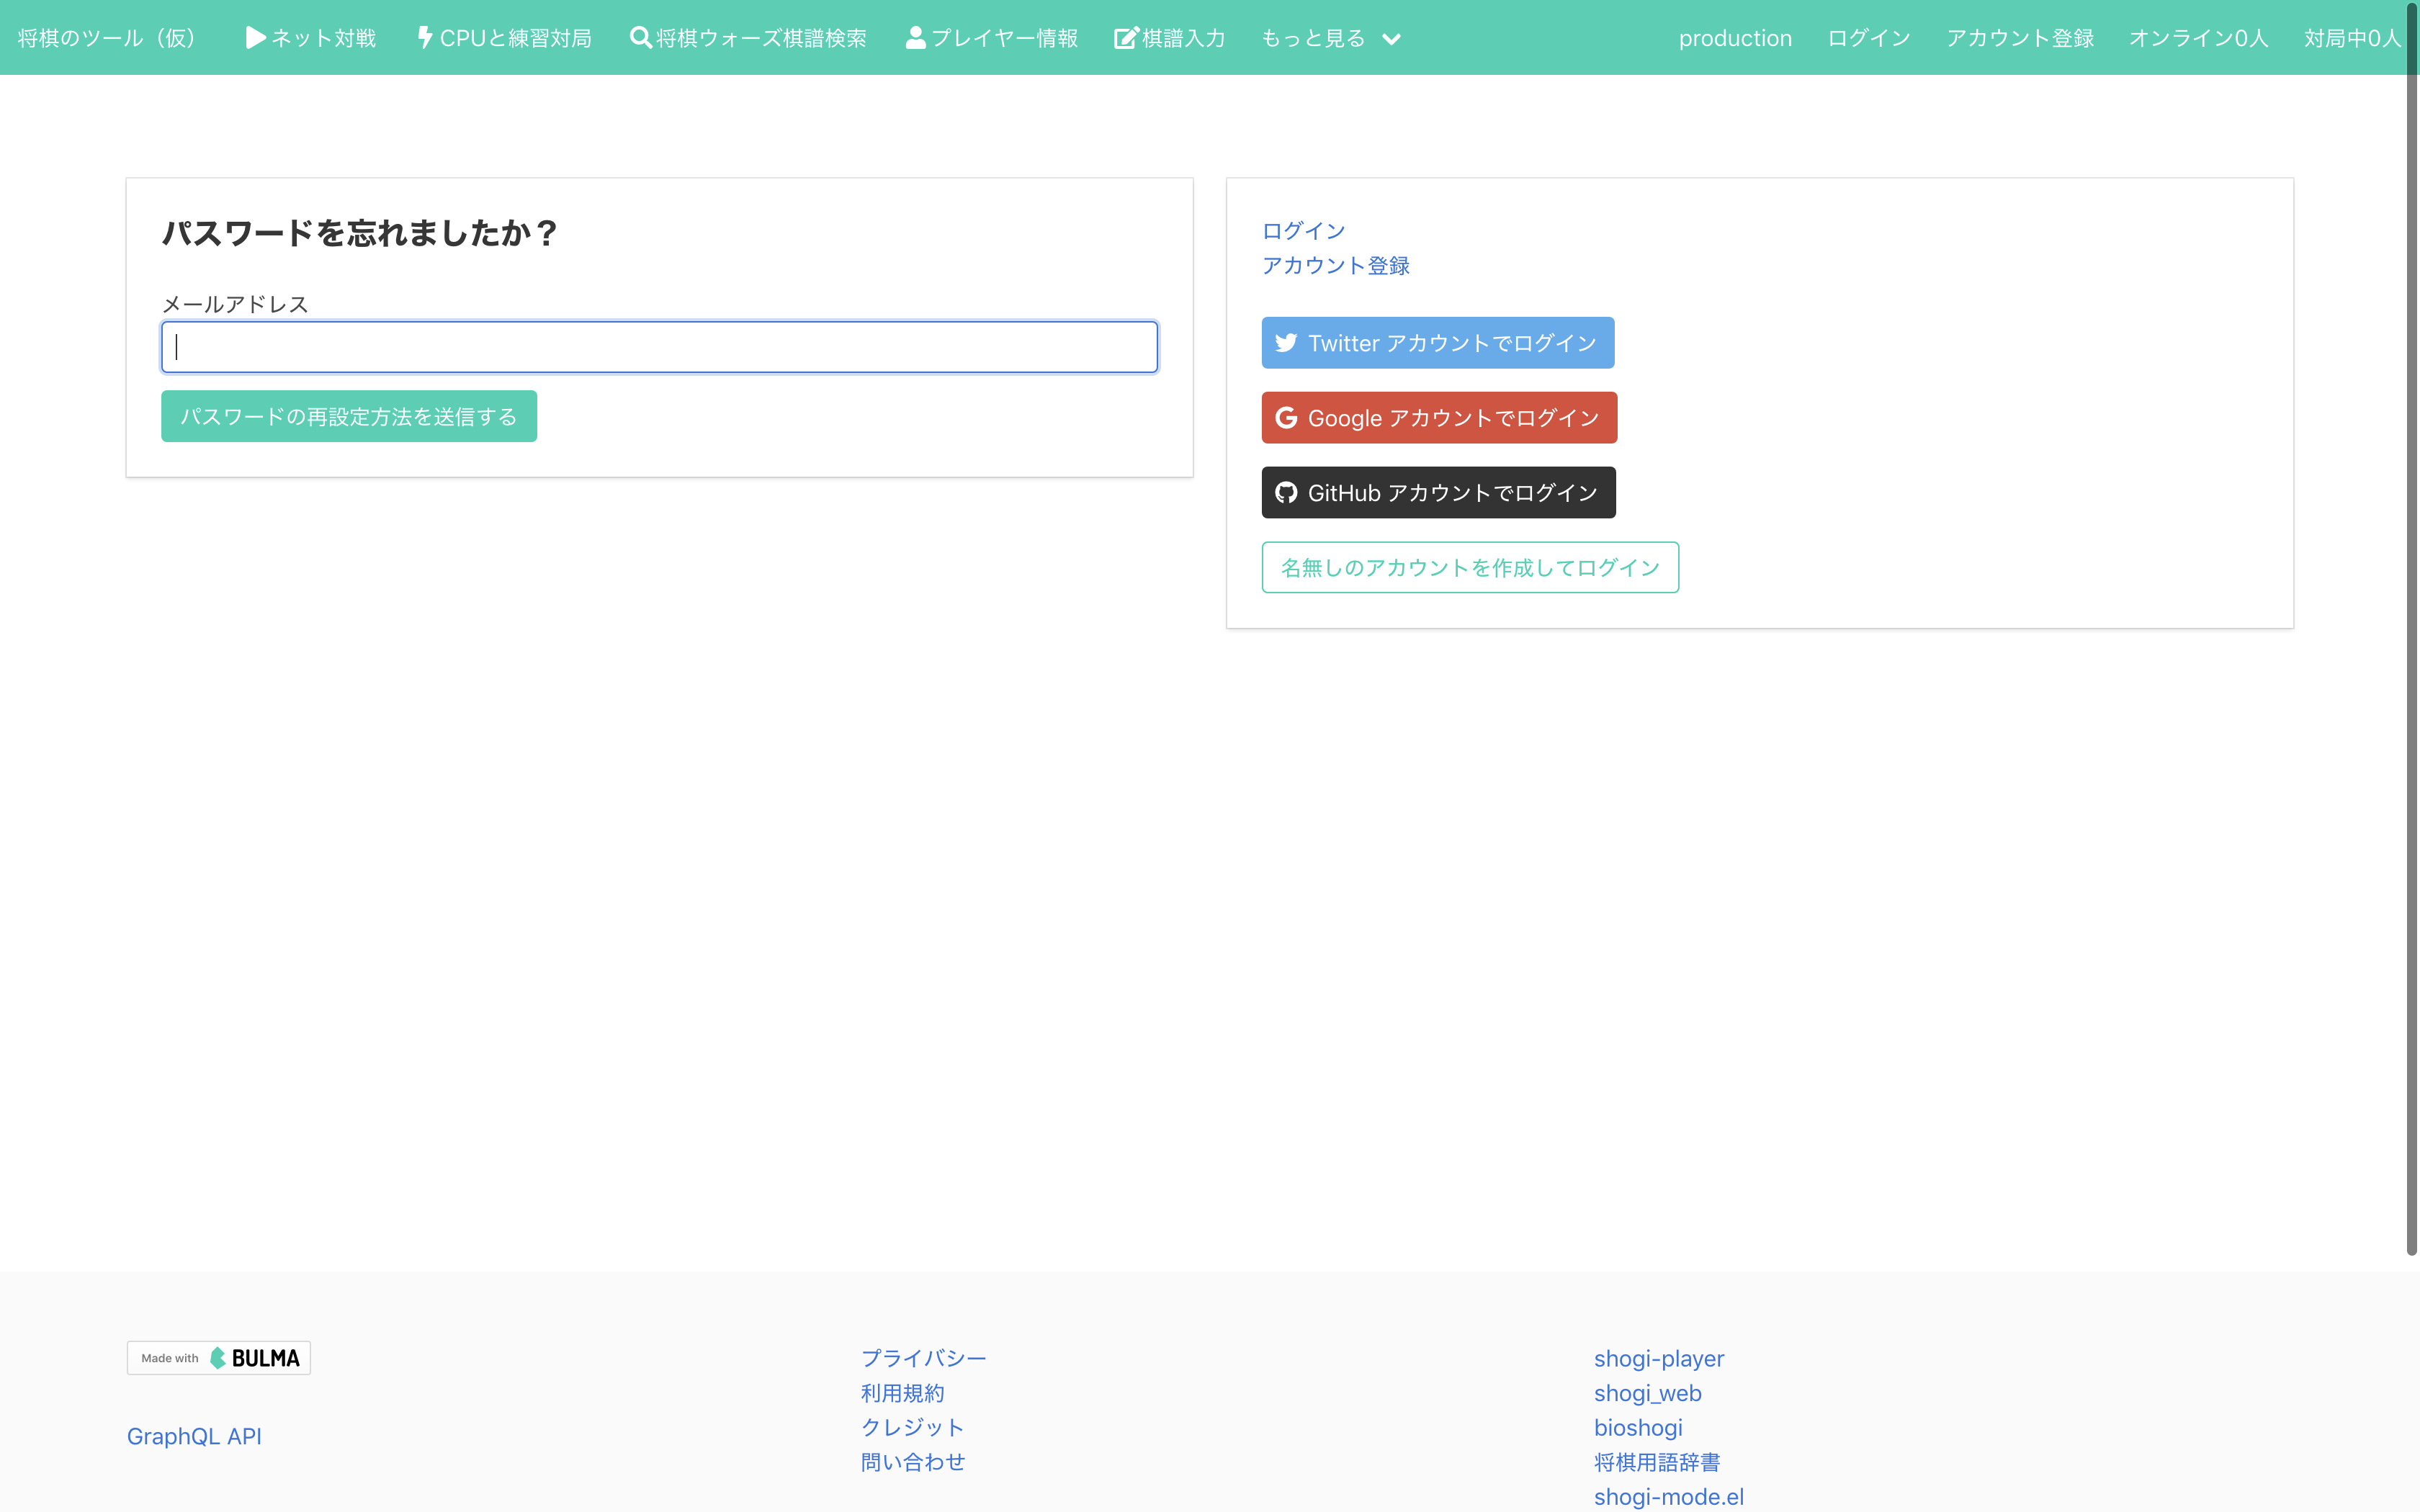 将棋のツール（仮） ネット対戦 CPUと練習対局 将棋ウォーズ棋譜検索 プレイヤー情報 棋譜入力 もっと見る production ログイン アカウント登録 オンライン0人 対局中0人
パスワードを忘れましたか？
メールアドレス
パスワードの再設定方法を送信する
ログイン
アカウント登録
Twitter アカウントでログイン
Google アカウントでログイン
GitHub アカウントでログイン
名無しのアカウントを作成してログイン
Made with BULMA
GraphQL API
プライバシー
利用規約
クレジット
問い合わせ
shogi-player
shogi_web
bioshogi
将棋用語辞書
shogi-mode.el